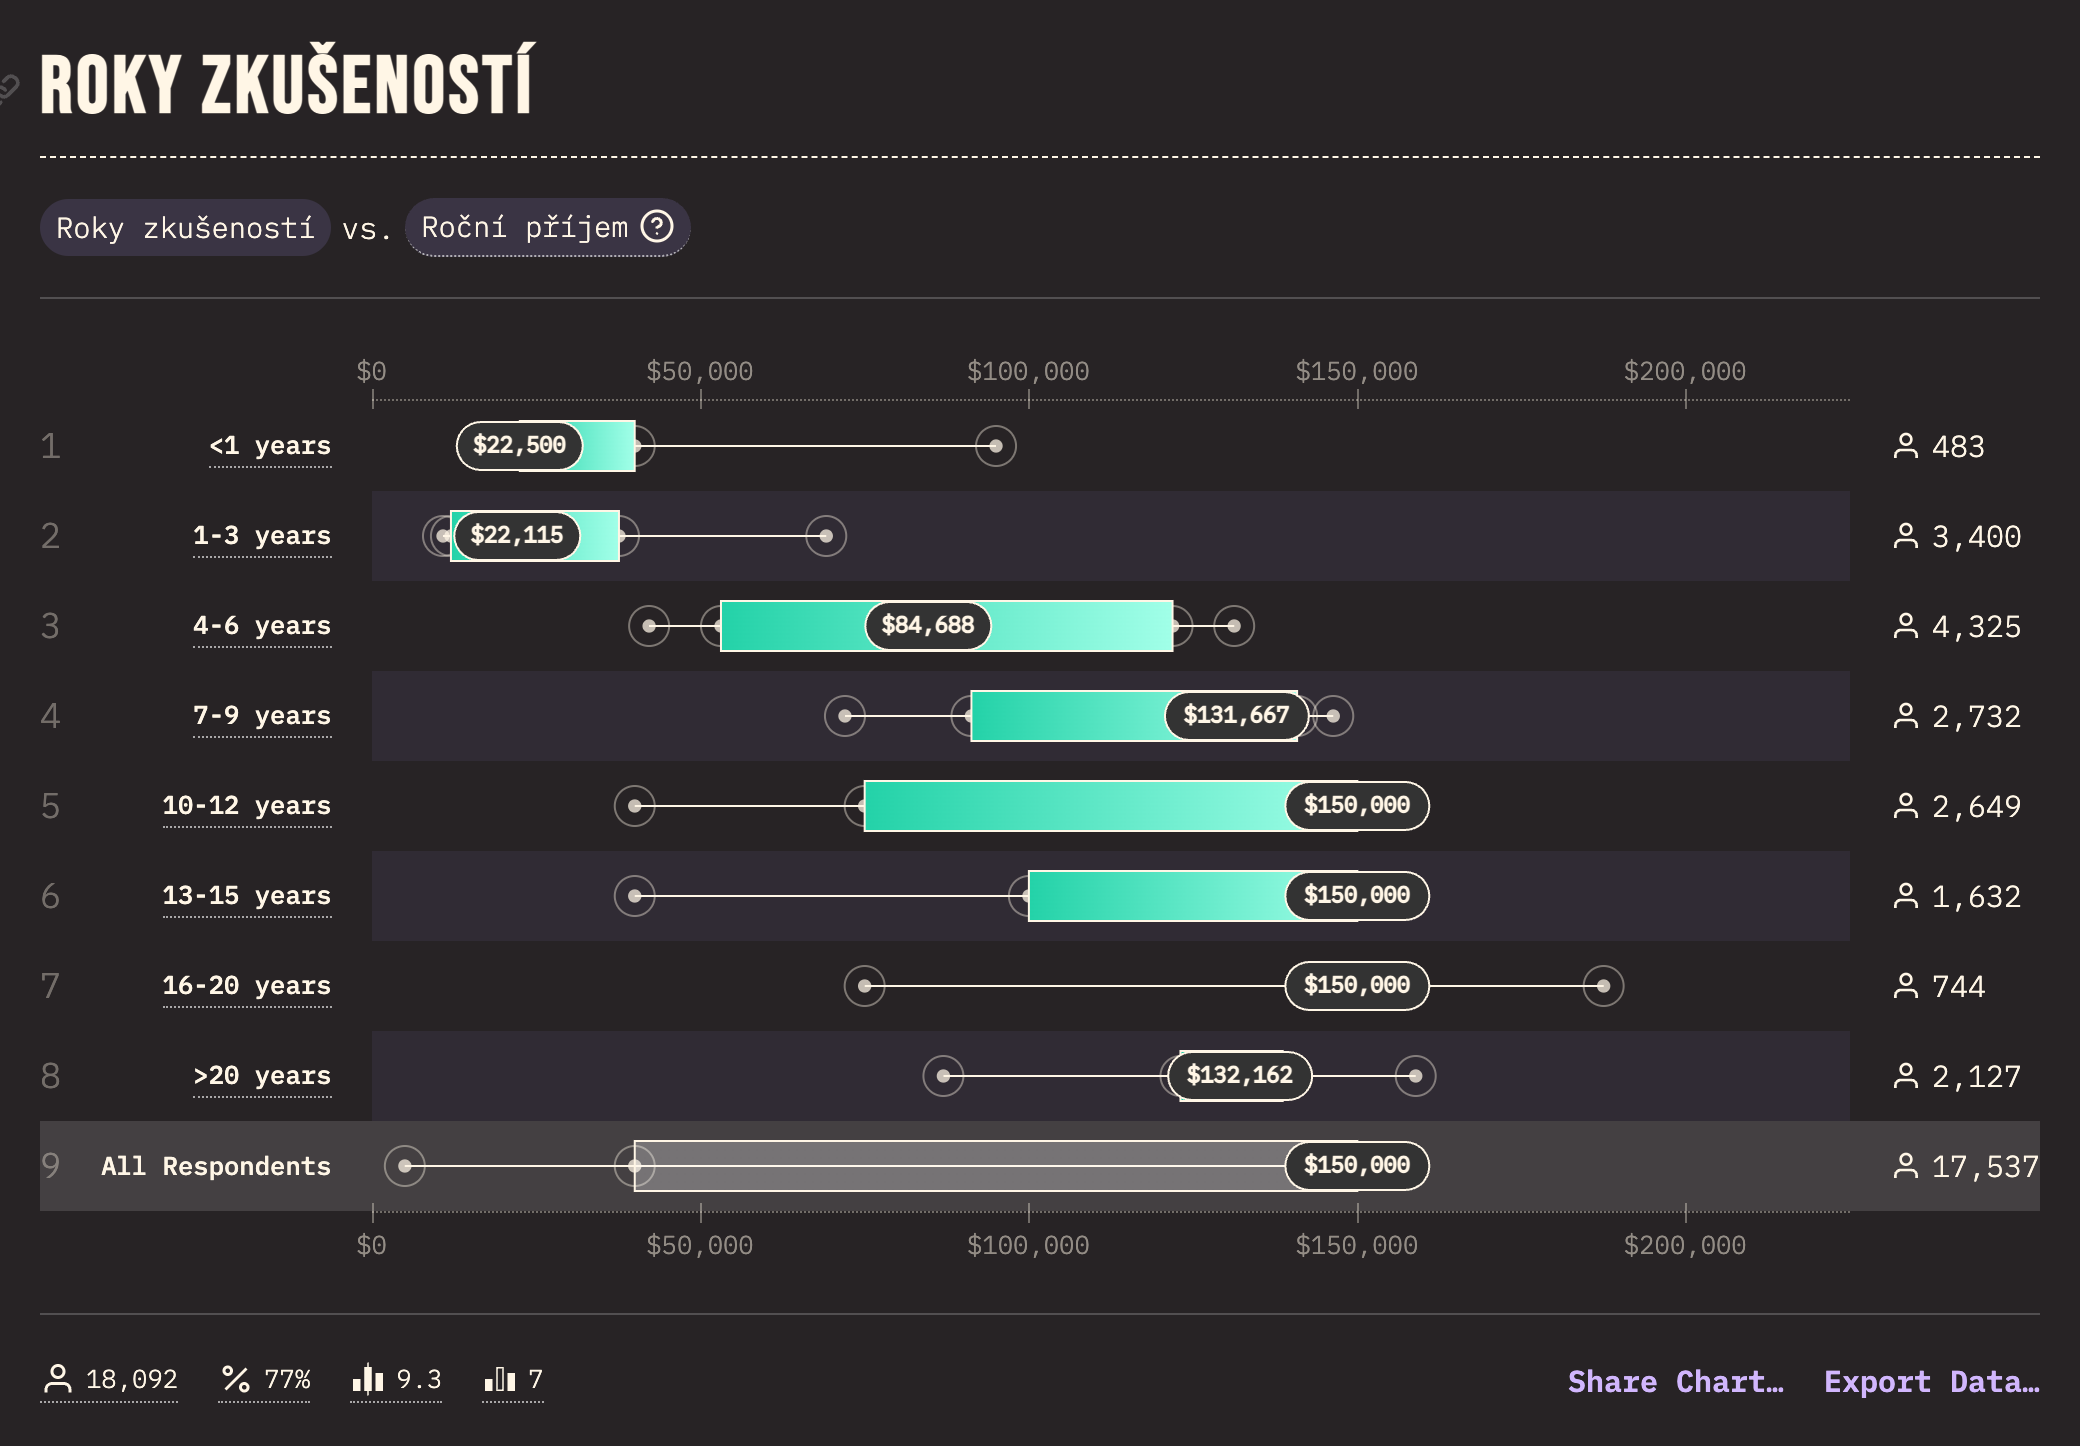 ROKY ZKUŠENOSTÍ
Roky zkušeností vs. Roční příjem ?
$0 $50,000 $100,000 $150,000 $200,000
1 <1 years $22,500 483
2 1-3 years $22,115 3,400
3 4-6 years $84,688 4,325
4 7-9 years $131,667 2,732
5 10-12 years $150,000 2,649
6 13-15 years $150,000 1,632
7 16-20 years $150,000 744
8 >20 years $132,162 2,127
9 All Respondents $150,000 17,537
$0 $50,000 $100,000 $150,000 $200,000
18,092 77% 9.3 7 Share Chart… Export Data…